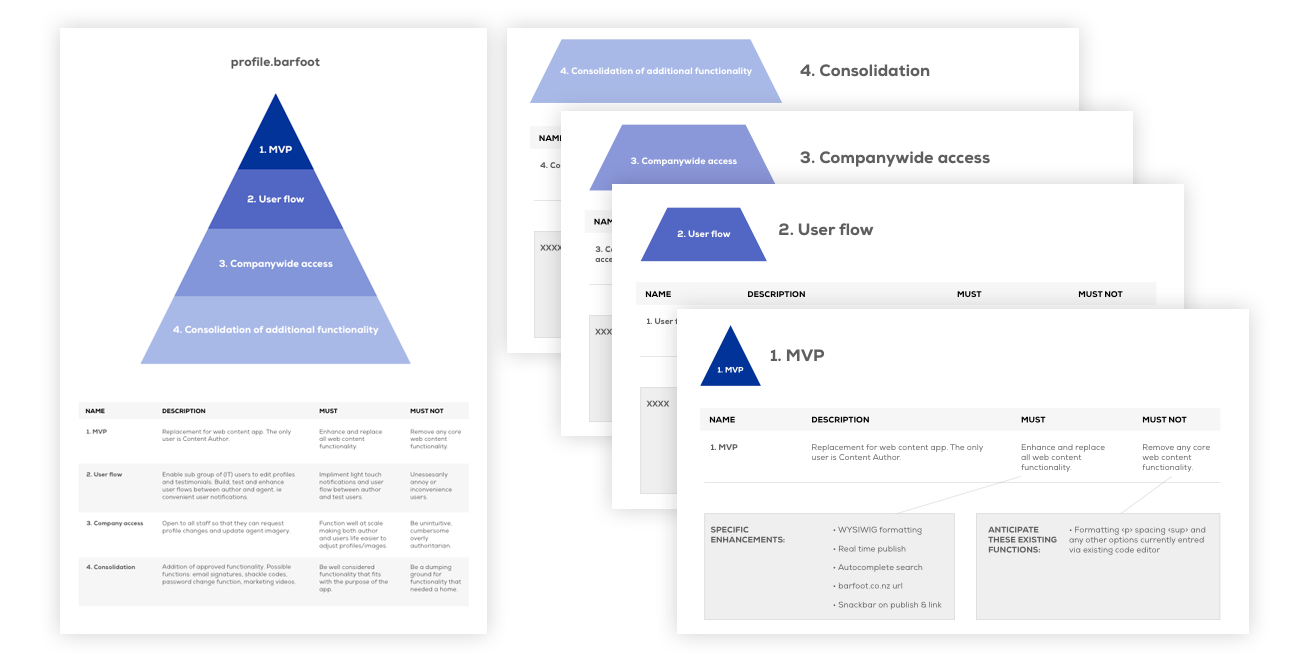 profile.barfoot
1. MVP
2. User flow
3. Companywide access
4. Consolidation of additional functionality
NAME DESCRIPTION MUST MUST NOT
1. MVP Replacement for web content app. The only Enhance and replace Remove any core
user is Content Author. all web content web content
functionality. functionality.
2. User flow Enable sub group of (IT) users to edit profiles Impliment light touch Unessesarily
and testimonials. Build, test and enhance notifications and user annoy or
user flows between author and agent, ie flow between author inconvenience
convenient user notifications. and test users. users.
3. Company access Open to all staff so that they can request Function well at scale Be unintuitive,
profile changes and update agent imagery. making both author cumbersome
and users life easier to overly
adjust profiles/images authoritarian.
4. Consolidation Addition of approved functionality. Possible Be well considered Be a dumping
functions: email signatures, shackle codes, functionality that fits ground for
password change function, marketing videos. with the purpose of the functionality that
app needed a home.
4. Consolidation of additional functionality
4. Consolidation
NAM
4. Co
XXXX
3. Companywide access
3. Companywide access
NAM
3. Co
acce
XXX
2. User flow
2. User flow
NAME DESCRIPTION MUST MUST NOT
1. User f
XXXX
1. MVP
1. MVP
NAME DESCRIPTION MUST MUST NOT
1. MVP Replacement for web content app. The only Enhance and replace Remove any core
user is Content Author. all web content web content
functionality. functionality.
SPECIFIC
ENHANCEMENTS:
• WYSIWIG formatting
• Real time publish
• Autocomplete search
• barfoot.co.nz url
• Snackbar on publish & link
ANTICIPATE
THESE EXISTING
FUNCTIONS:
• Formatting <p> spacing <sup> and
any other options currently entred
via existing code editor